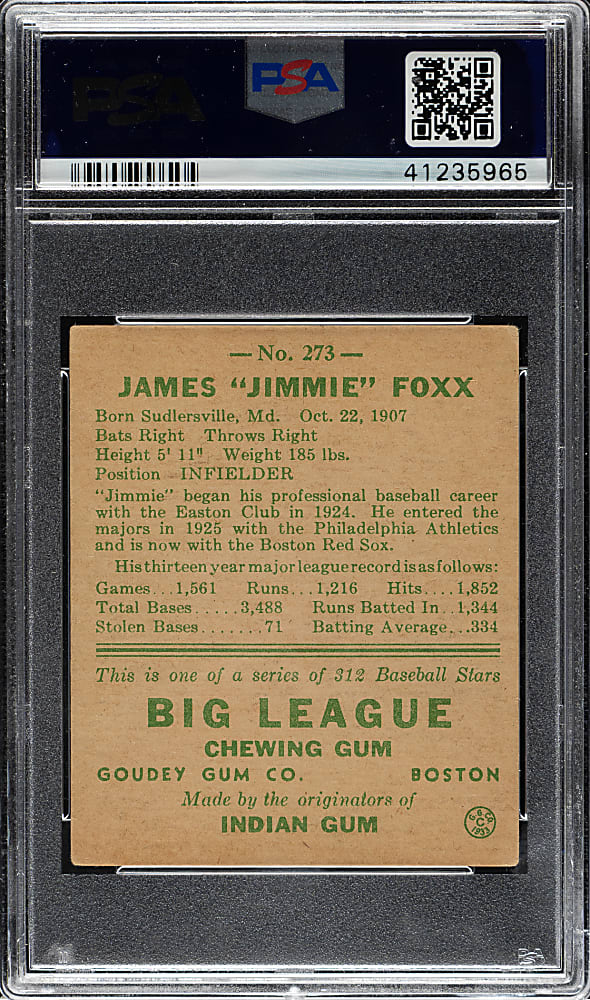 PSA
PSA
41235965
— No. 273 —
JAMES "JIMMIE" FOXX
Born Sudlersville, Md. Oct. 22, 1907
Bats Right Throws Right
Height 5' 11" Weight 185 lbs.
Position - INFIELDER
"Jimmie" began his professional baseball career
with the Easton Club in 1924. He entered the
majors in 1925 with the Philadelphia Athletics
and is now with the Boston Red Sox.
His thirteen year major league record is as follows:
Games...1,561 Runs...1,216 Hits....1,852
Total Bases.....3,488 Runs Batted In..1,344
Stolen Bases.......71 Batting Average...334
This is one of a series of 312 Baseball Stars
BIG LEAGUE
CHEWING GUM
GOUDEY GUM CO. BOSTON
Made by the originators of
INDIAN GUM
G.G.CO.
C
1933
PSA